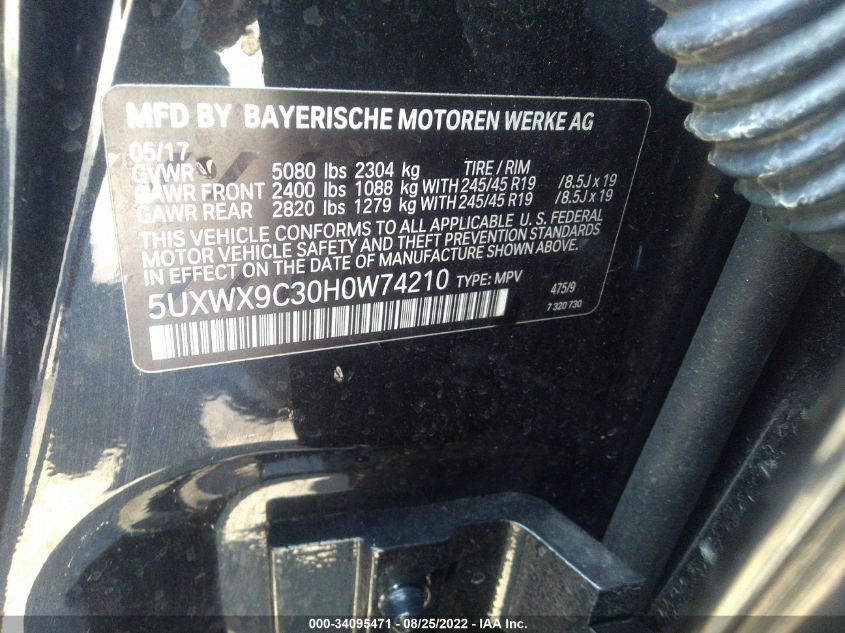 MFD BY BAYERISCHE MOTOREN WERKE AG
05/17
GVWR 5080 lbs 2304 kg TIRE / RIM
GAWR FRONT 2400 lbs 1088 kg WITH 245/45 R19 /8.5J x 19
GAWR REAR 2820 lbs 1279 kg WITH 245/45 R19 /8.5J x 19
THIS VEHICLE CONFORMS TO ALL APPLICABLE U. S. FEDERAL
MOTOR VEHICLE SAFETY AND THEFT PREVENTION STANDARDS
IN EFFECT ON THE DATE OF MANUFACTURE SHOWN ABOVE.
5UXWX9C30H0W74210 TYPE: MPV 475/9
7 320 730
000-34095471 - 08/25/2022 - IAA Inc.